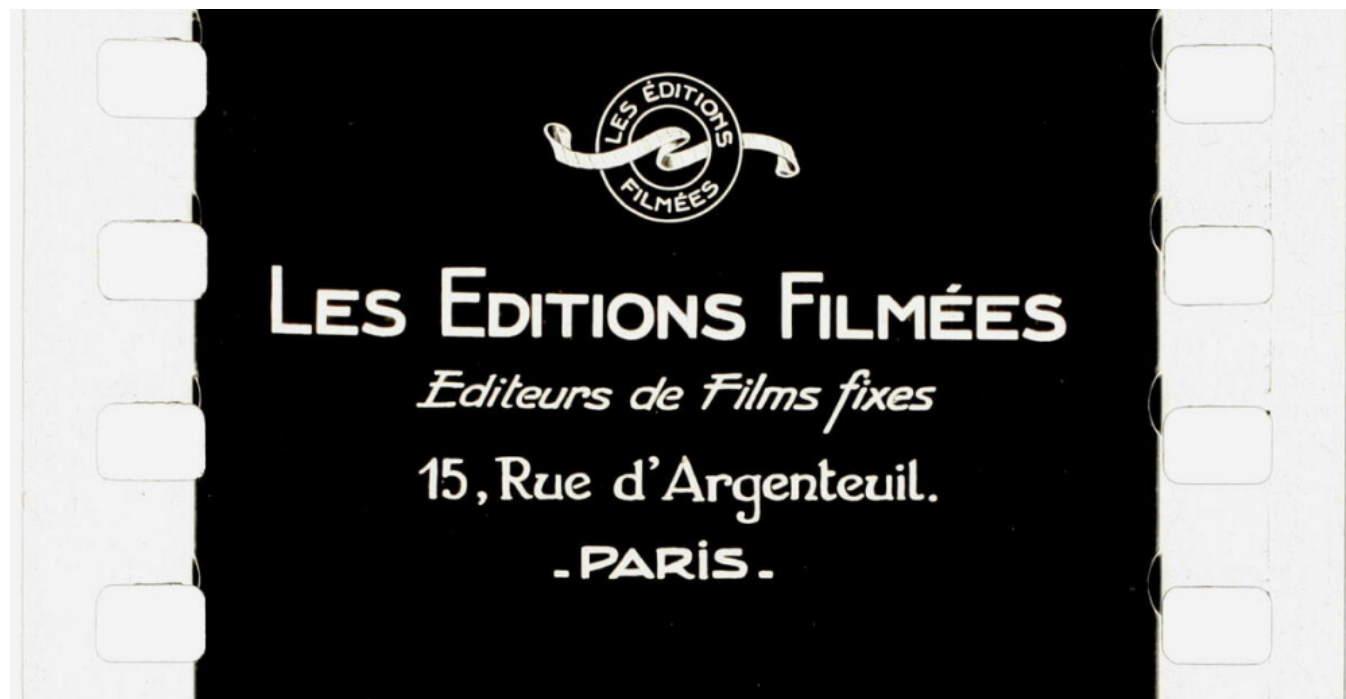 LES ÉDITIONS
FILMÉES
LES EDITIONS FILMÉES
Editeurs de Films fixes
15, Rue d'Argenteuil.
- PARIS -